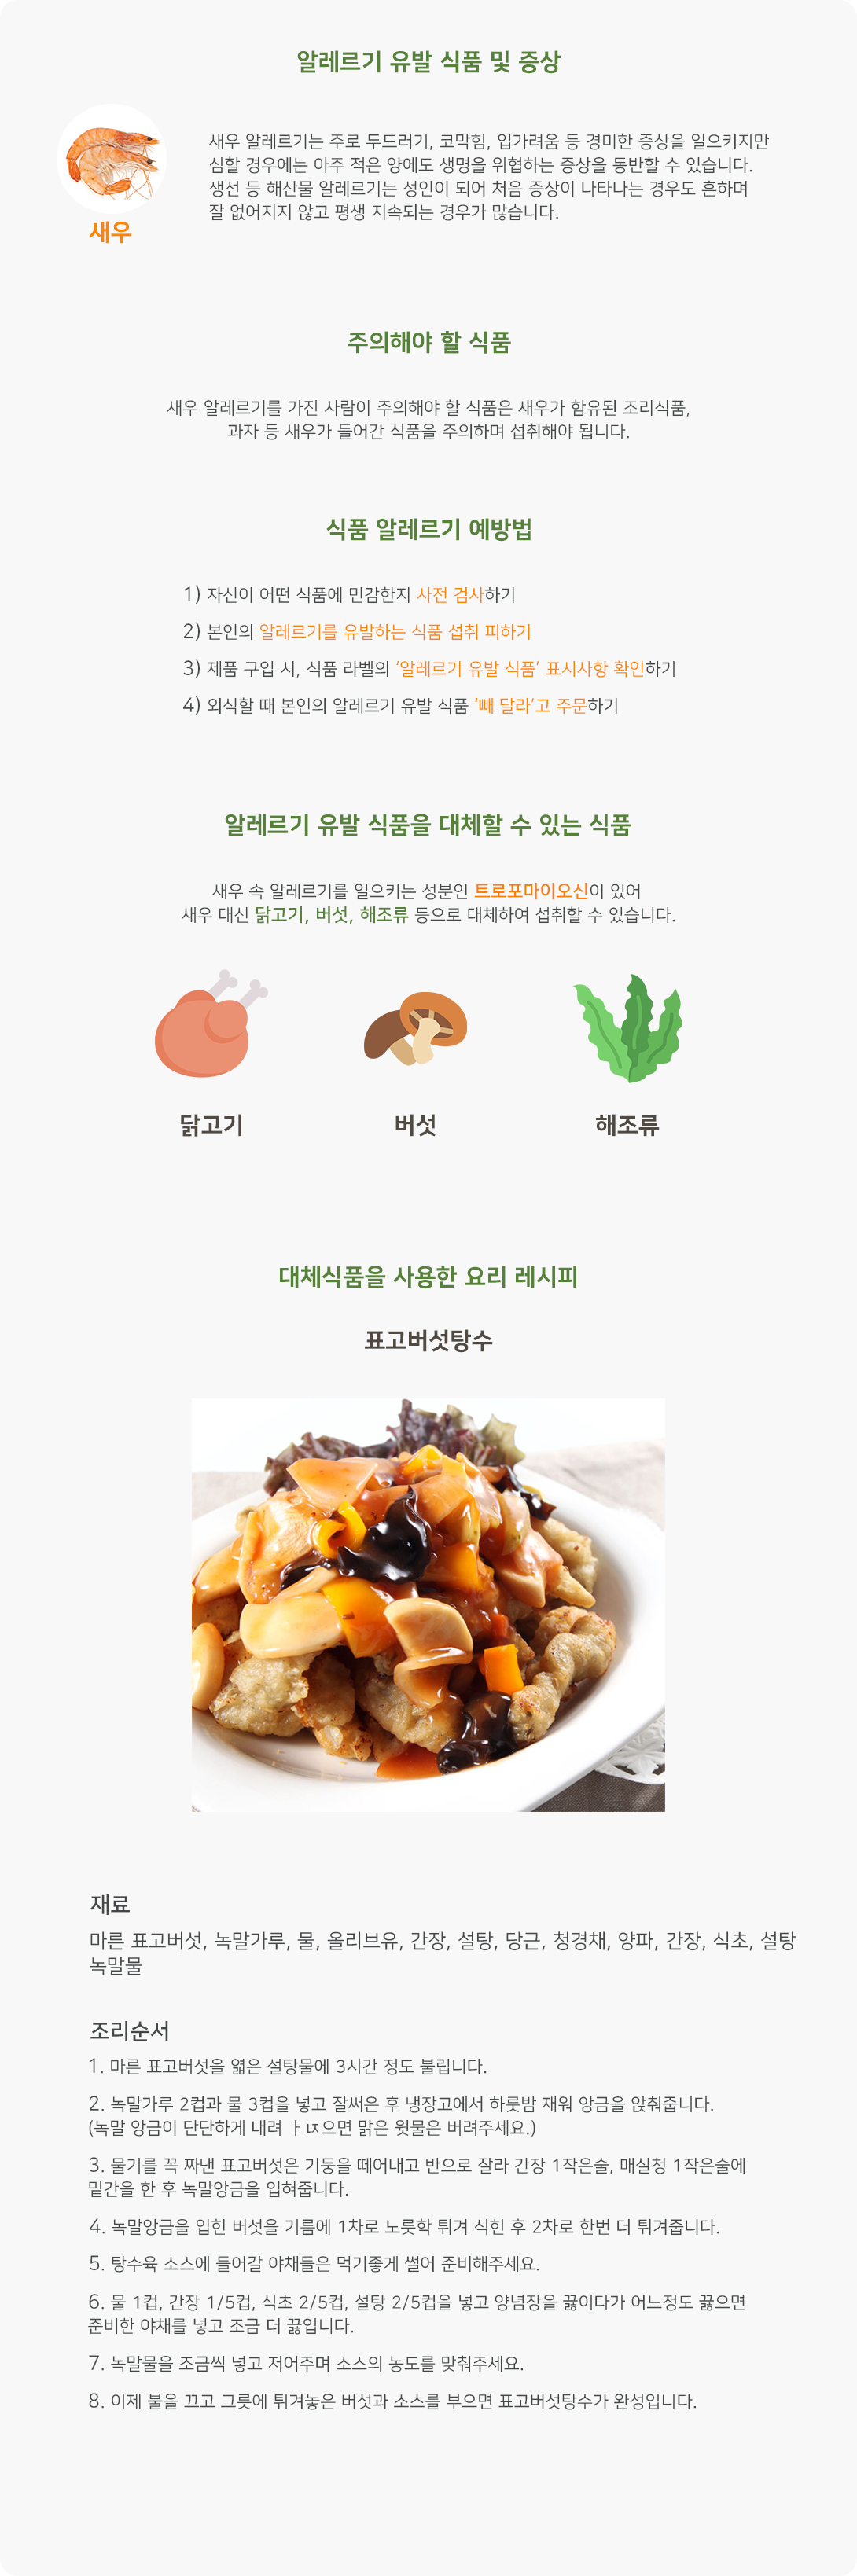 알레르기 유발 식품 및 증상
새우 알레르기는 주로 두드러기, 코막힘, 입가려움 등 경미한 증상을 일으키지만
심할 경우에는 아주 적은 양에도 생명을 위협하는 증상을 동반할 수 있습니다.
생선 등 해산물 알레르기는 성인이 되어 처음 증상이 나타나는 경우도 흔하며
잘 없어지지 않고 평생 지속되는 경우가 많습니다.
새우
주의해야 할 식품
새우 알레르기를 가진 사람이 주의해야 할 식품은 새우가 함유된 조리식품,
과자 등 새우가 들어간 식품을 주의하며 섭취해야 됩니다.
식품 알레르기 예방법
1) 자신이 어떤 식품에 민감한지 사전 검사하기
2) 본인의 알레르기를 유발하는 식품 섭취 피하기
3) 제품 구입 시, 식품 라벨의 ‘알레르기 유발 식품’ 표시사항 확인하기
4) 외식할 때 본인의 알레르기 유발 식품 ‘빼 달라‘고 주문하기
알레르기 유발 식품을 대체할 수 있는 식품
새우 속 알레르기를 일으키는 성분인 트로포마이오신이 있어
새우 대신 닭고기, 버섯, 해조류 등으로 대체하여 섭취할 수 있습니다.
닭고기 버섯 해조류
대체식품을 사용한 요리 레시피
표고버섯탕수
재료
마른 표고버섯, 녹말가루, 물, 올리브유, 간장, 설탕, 당근, 청경채, 양파, 간장, 식초, 설탕
녹말물
조리순서
1. 마른 표고버섯을 엷은 설탕물에 3시간 정도 불립니다.
2. 녹말가루 2컵과 물 3컵을 넣고 잘써은 후 냉장고에서 하룻밤 재워 앙금을 앉춰줍니다.
(녹말 앙금이 단단하게 내려 ㅏㄵ으면 맑은 윗물은 버려주세요.)
3. 물기를 꼭 짜낸 표고버섯은 기둥을 떼어내고 반으로 잘라 간장 1작은술, 매실청 1작은술에
밑간을 한 후 녹말앙금을 입혀줍니다.
4. 녹말앙금을 입힌 버섯을 기름에 1차로 노릇학 튀겨 식힌 후 2차로 한번 더 튀겨줍니다.
5. 탕수육 소스에 들어갈 야채들은 먹기좋게 썰어 준비해주세요.
6. 물 1컵, 간장 1/5컵, 식초 2/5컵, 설탕 2/5컵을 넣고 양념장을 끓이다가 어느정도 끓으면
준비한 야채를 넣고 조금 더 끓입니다.
7. 녹말물을 조금씩 넣고 저어주며 소스의 농도를 맞춰주세요.
8. 이제 불을 끄고 그릇에 튀겨놓은 버섯과 소스를 부으면 표고버섯탕수가 완성입니다.